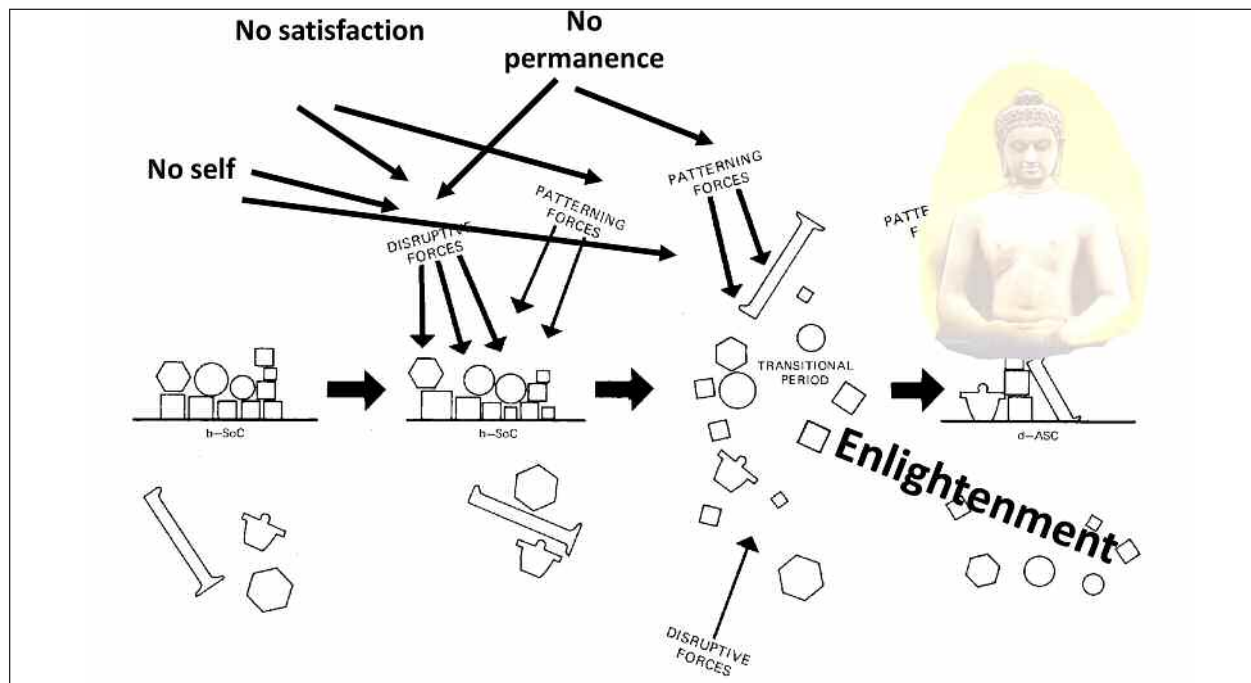 No satisfaction
No
permanence
No self
PATTERNING
FORCES
PATTERNING
FORCES
DISRUPTIVE
FORCES
TRANSITIONAL
PERIOD
b–SoC
b–SoC
d–ASC
Enlightenment
DISRUPTIVE
FORCES